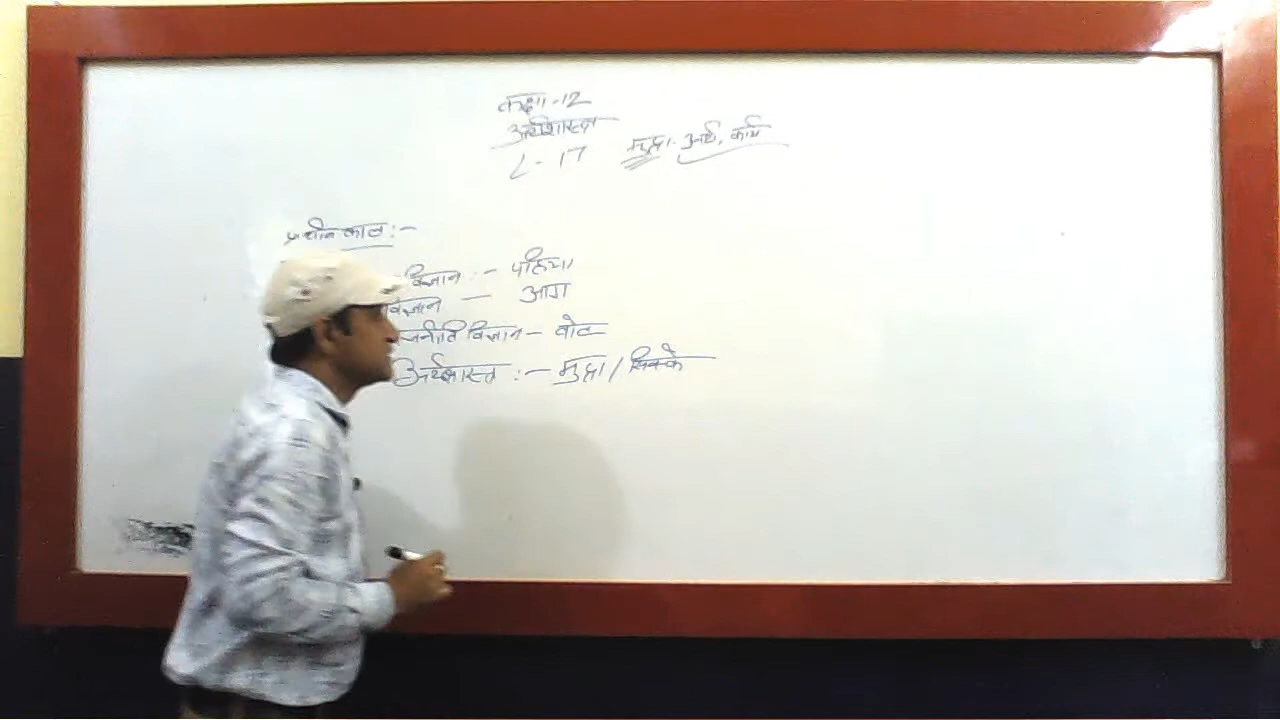 कक्षा-12
अर्थशास्त्र
L-17
मुद्रा- अर्थ, कार्य
प्राचीन काल :-
विज्ञान :- पहिया
विज्ञान - आग
जनीति विज्ञान - वोट
अर्थशास्त्र :- मुद्रा / सिक्के